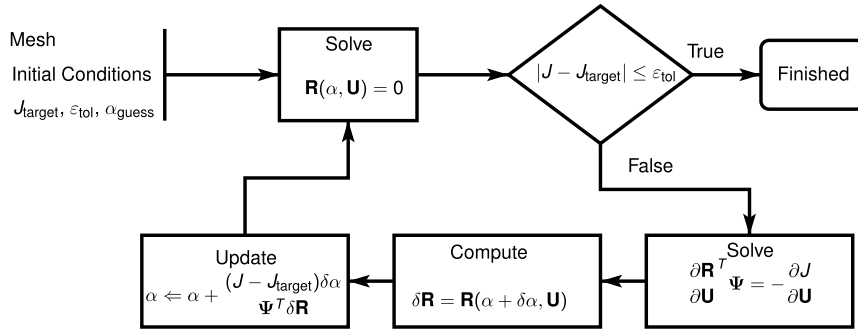 Mesh
Initial Conditions
J_target, ε_tol, α_guess
Solve
R(α, U) = 0
|J − J_target| ≤ ε_tol
True
Finished
False
Solve
∂R/∂U^T Ψ = −∂J/∂U
Compute
δR = R(α + δα, U)
Update
α ⇐ α + (J − J_target)δα / Ψ^T δR